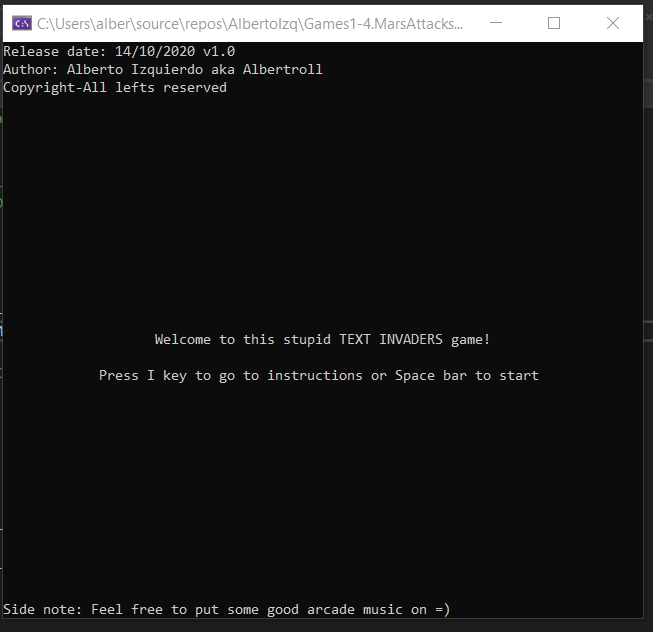 C:\Users\alber\source\repos\AlbertoIzq\Games1-4.MarsAttacks...
Release date: 14/10/2020 v1.0
Author: Alberto Izquierdo aka Albertroll
Copyright-All lefts reserved
Welcome to this stupid TEXT INVADERS game!
Press I key to go to instructions or Space bar to start
Side note: Feel free to put some good arcade music on =)